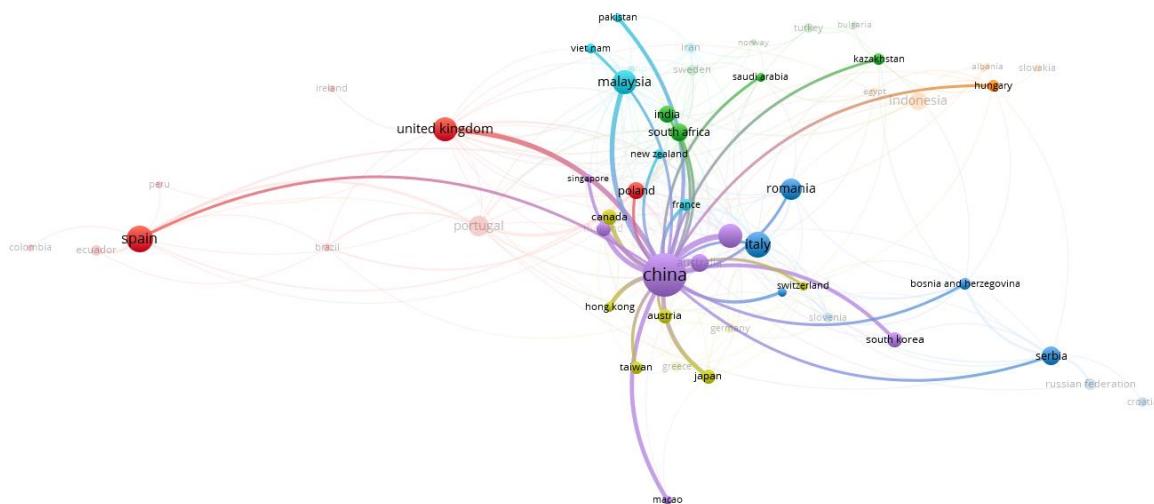 pakistan
bulgaria
turkey
norway
viet nam
iran
kazakhstan
albania
slovakia
sweden
saudi arabia
malaysia
hungary
ireland
egypt
indonesia
india
united kingdom
south africa
new zealand
singapore
peru
poland
romania
france
canada
portugal
spain
italy
colombia
ecuador
brazil
australia
china
switzerland
bosnia and herzegovina
hong kong
austria
slovenia
germany
south korea
serbia
taiwan
greece
japan
russian federation
croatia
macao